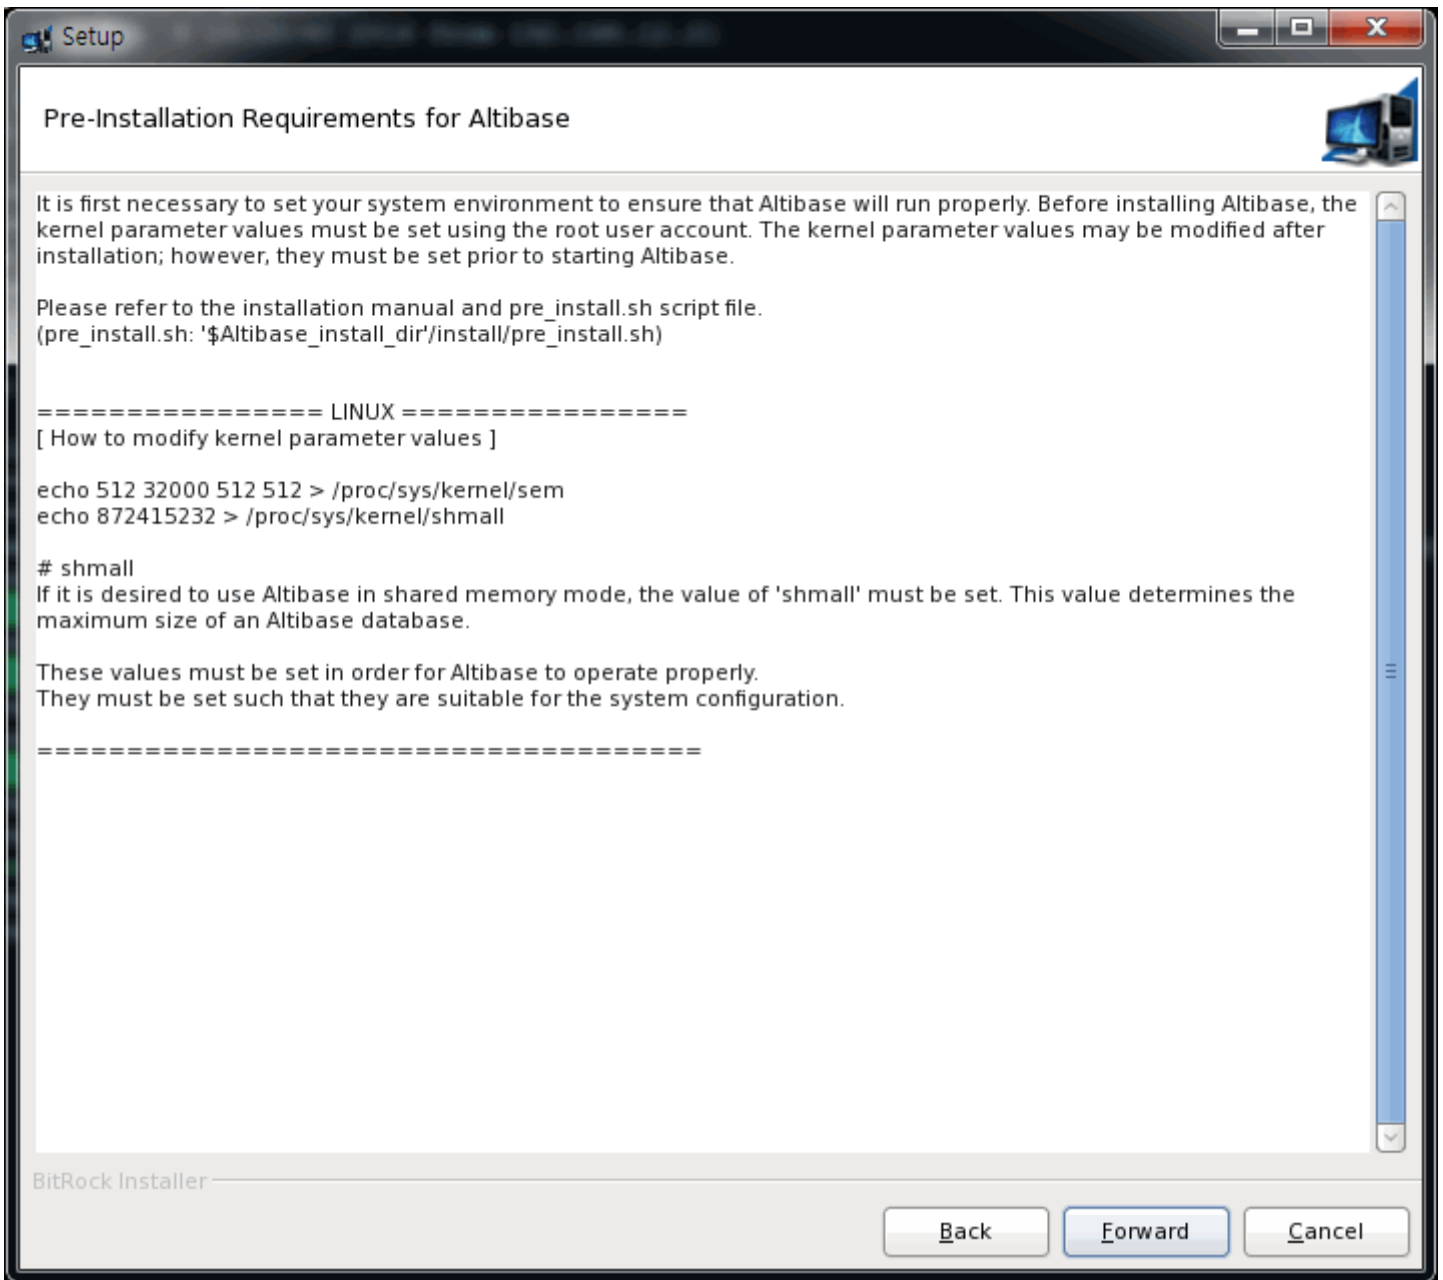 Setup
Pre-Installation Requirements for Altibase
It is first necessary to set your system environment to ensure that Altibase will run properly. Before installing Altibase, the
kernel parameter values must be set using the root user account. The kernel parameter values may be modified after
installation; however, they must be set prior to starting Altibase.
Please refer to the installation manual and pre_install.sh script file.
(pre_install.sh: '$Altibase_install_dir'/install/pre_install.sh)
================ LINUX ================
[ How to modify kernel parameter values ]
echo 512 32000 512 512 > /proc/sys/kernel/sem
echo 872415232 > /proc/sys/kernel/shmall
# shmall
If it is desired to use Altibase in shared memory mode, the value of 'shmall' must be set. This value determines the
maximum size of an Altibase database.
These values must be set in order for Altibase to operate properly.
They must be set such that they are suitable for the system configuration.
=====================================
BitRock Installer
Back
Forward
Cancel